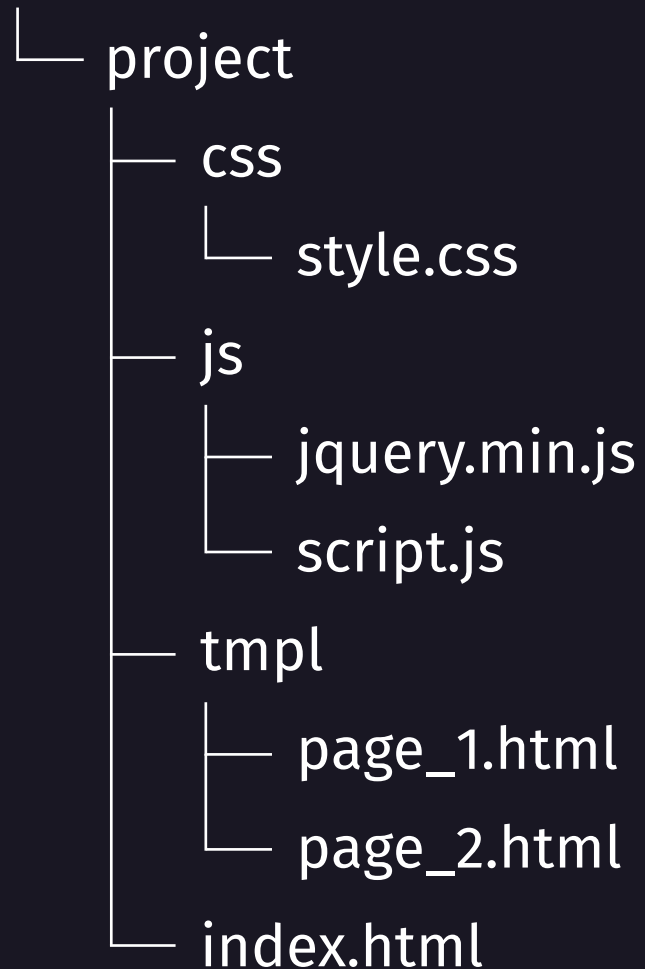 project
css
style.css
js
jquery.min.js
script.js
tmpl
page_1.html
page_2.html
index.html